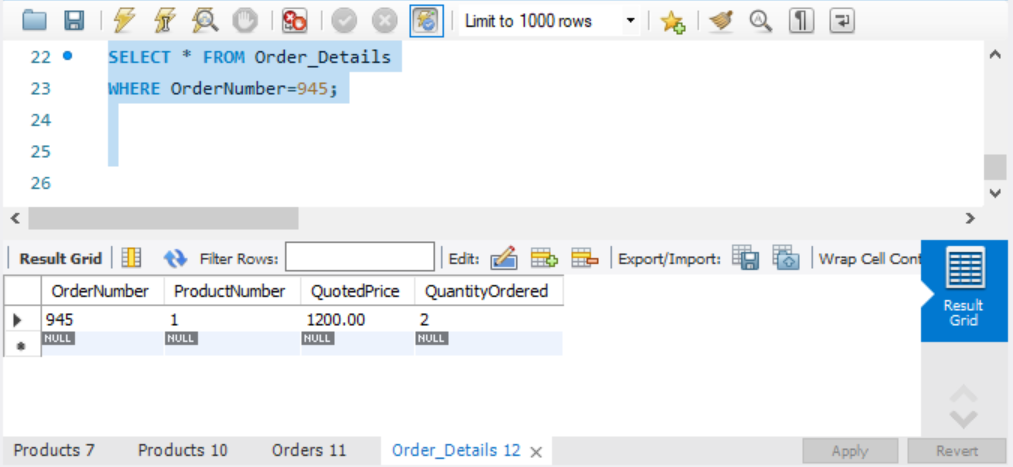 Limit to 1000 rows
22 SELECT * FROM Order_Details
23 WHERE OrderNumber=945;
24
25
26
Result Grid Filter Rows: Edit: Export/Import: Wrap Cell Cont
Result
Grid
OrderNumber ProductNumber QuotedPrice QuantityOrdered
945 1 1200.00 2
NULL NULL NULL NULL
Products 7 Products 10 Orders 11 Order_Details 12 Apply Revert